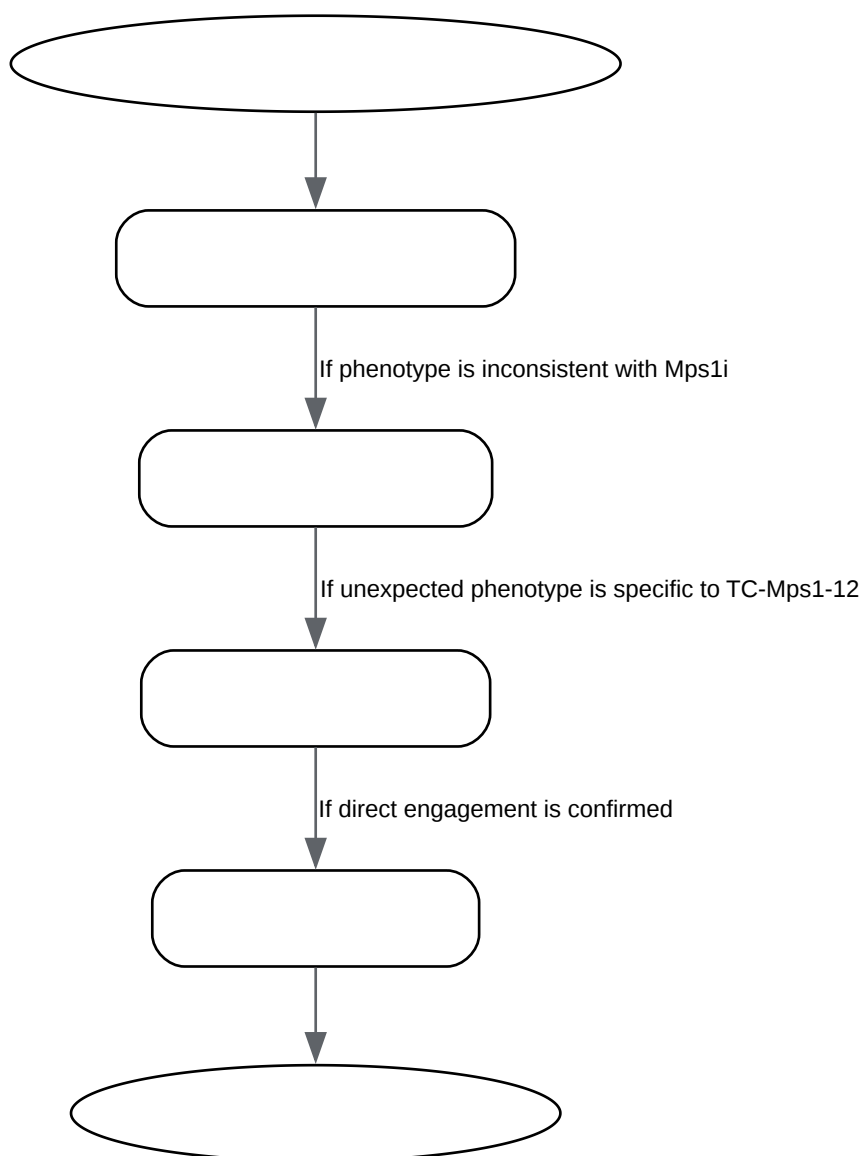 If phenotype is inconsistent with Mps1i
If unexpected phenotype is specific to TC-Mps1-12
If direct engagement is confirmed